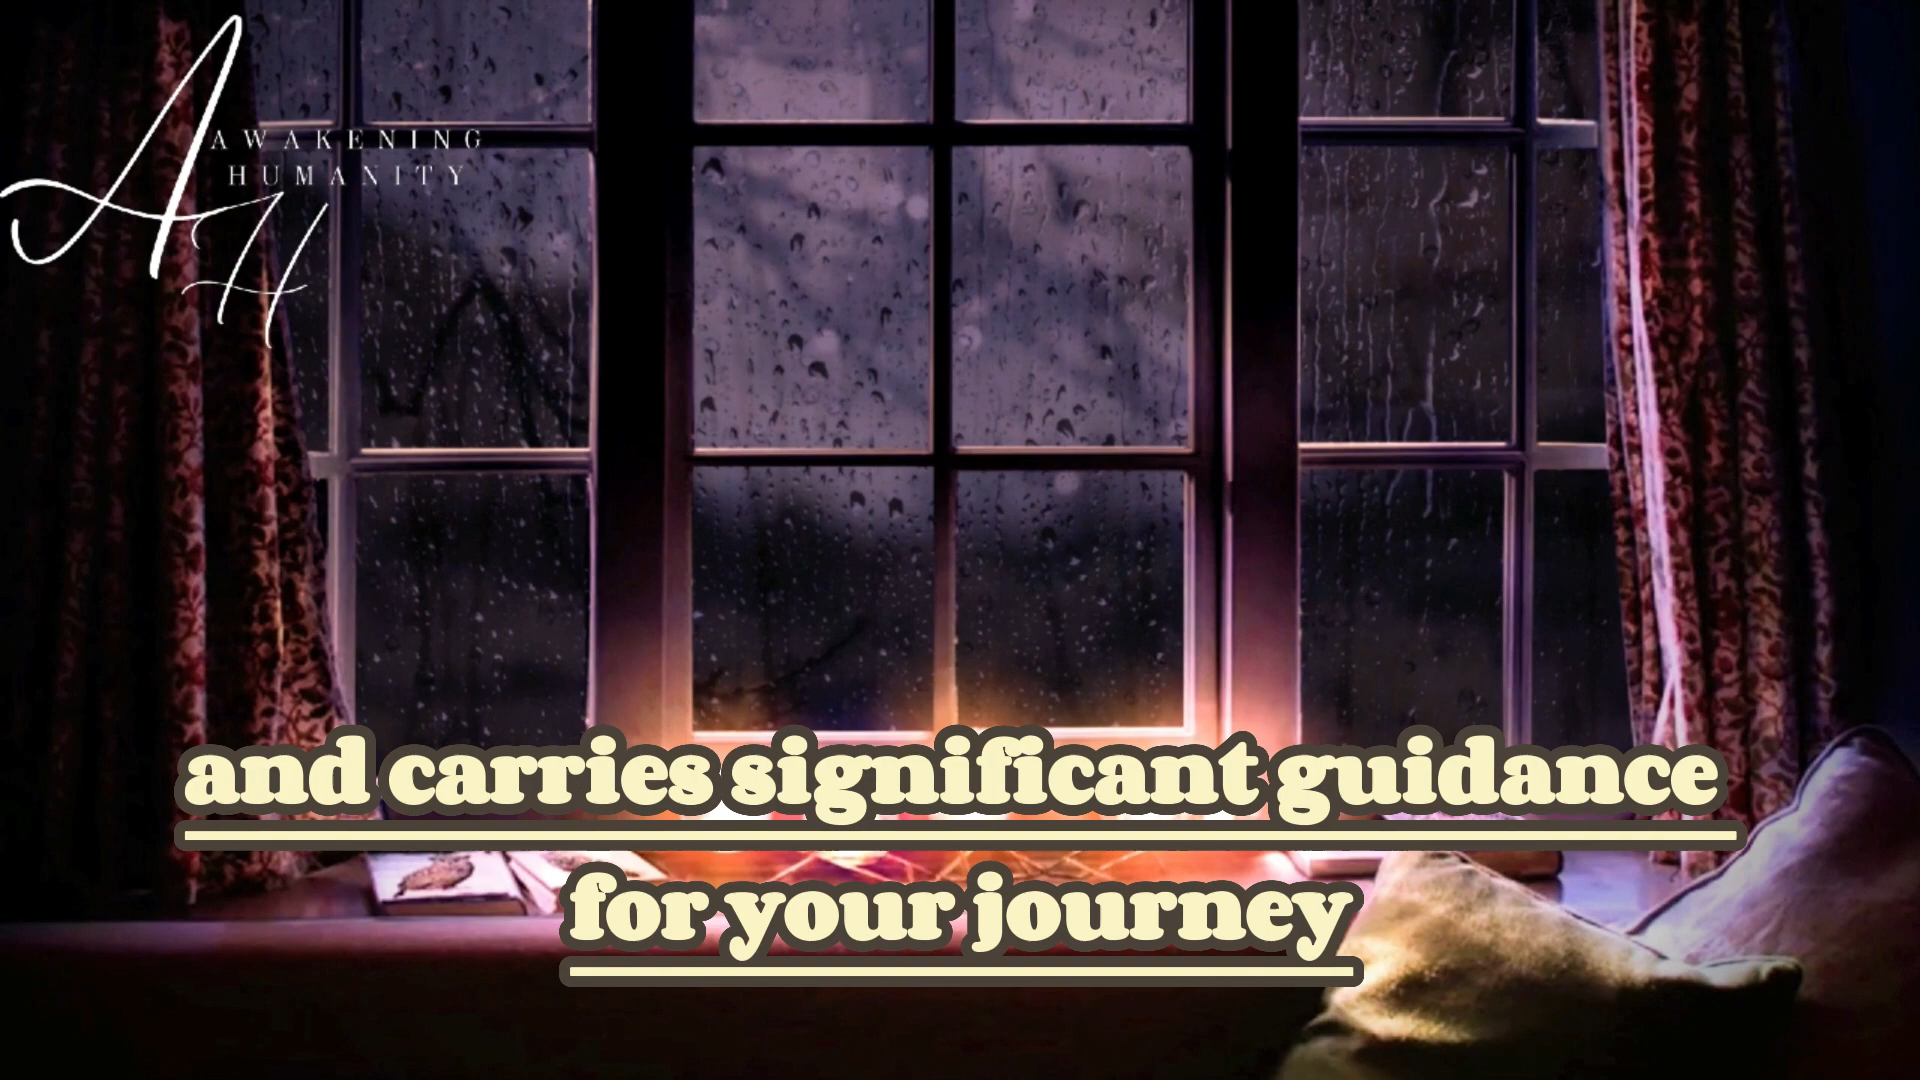 AWAKENING
HUMANITY
AH
and carries significant guidance
for your journey